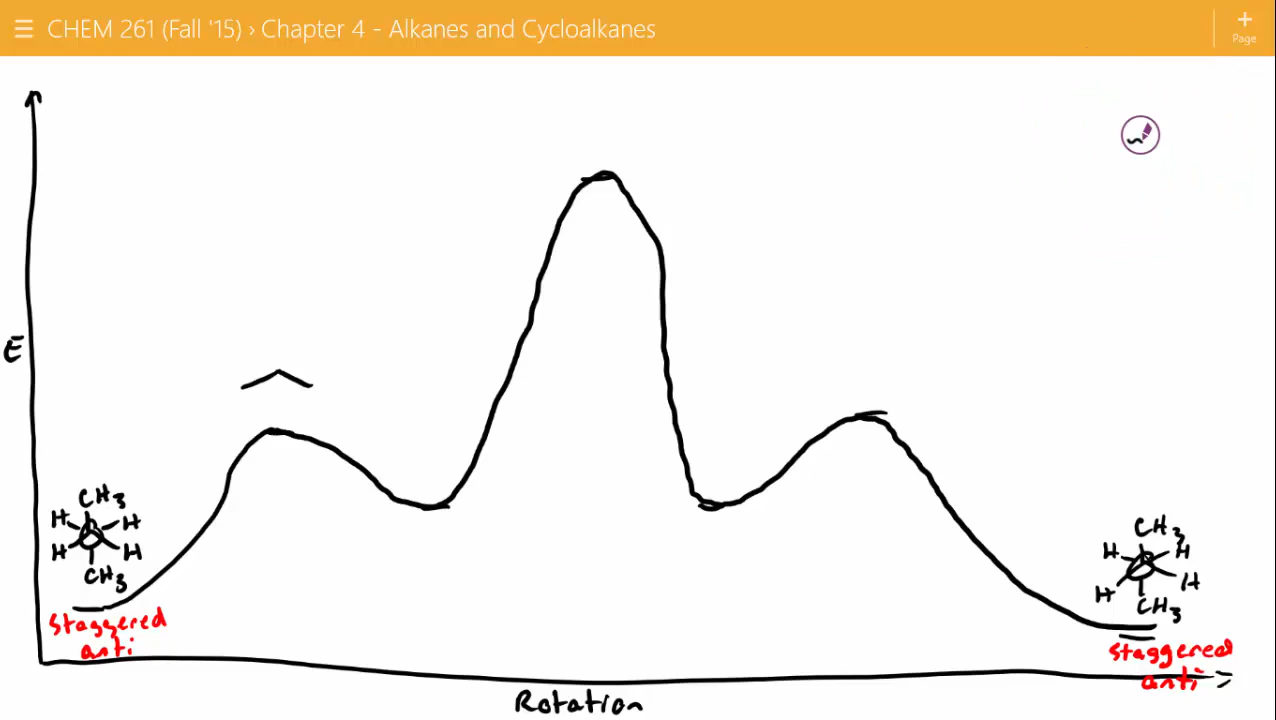 CHEM 261 (Fall '15) › Chapter 4 - Alkanes and Cycloalkanes
+
Page
E
CH3
H H
H H
CH3
Staggered
anti
CH3
H H
H H
CH3
Staggered
anti
Rotation